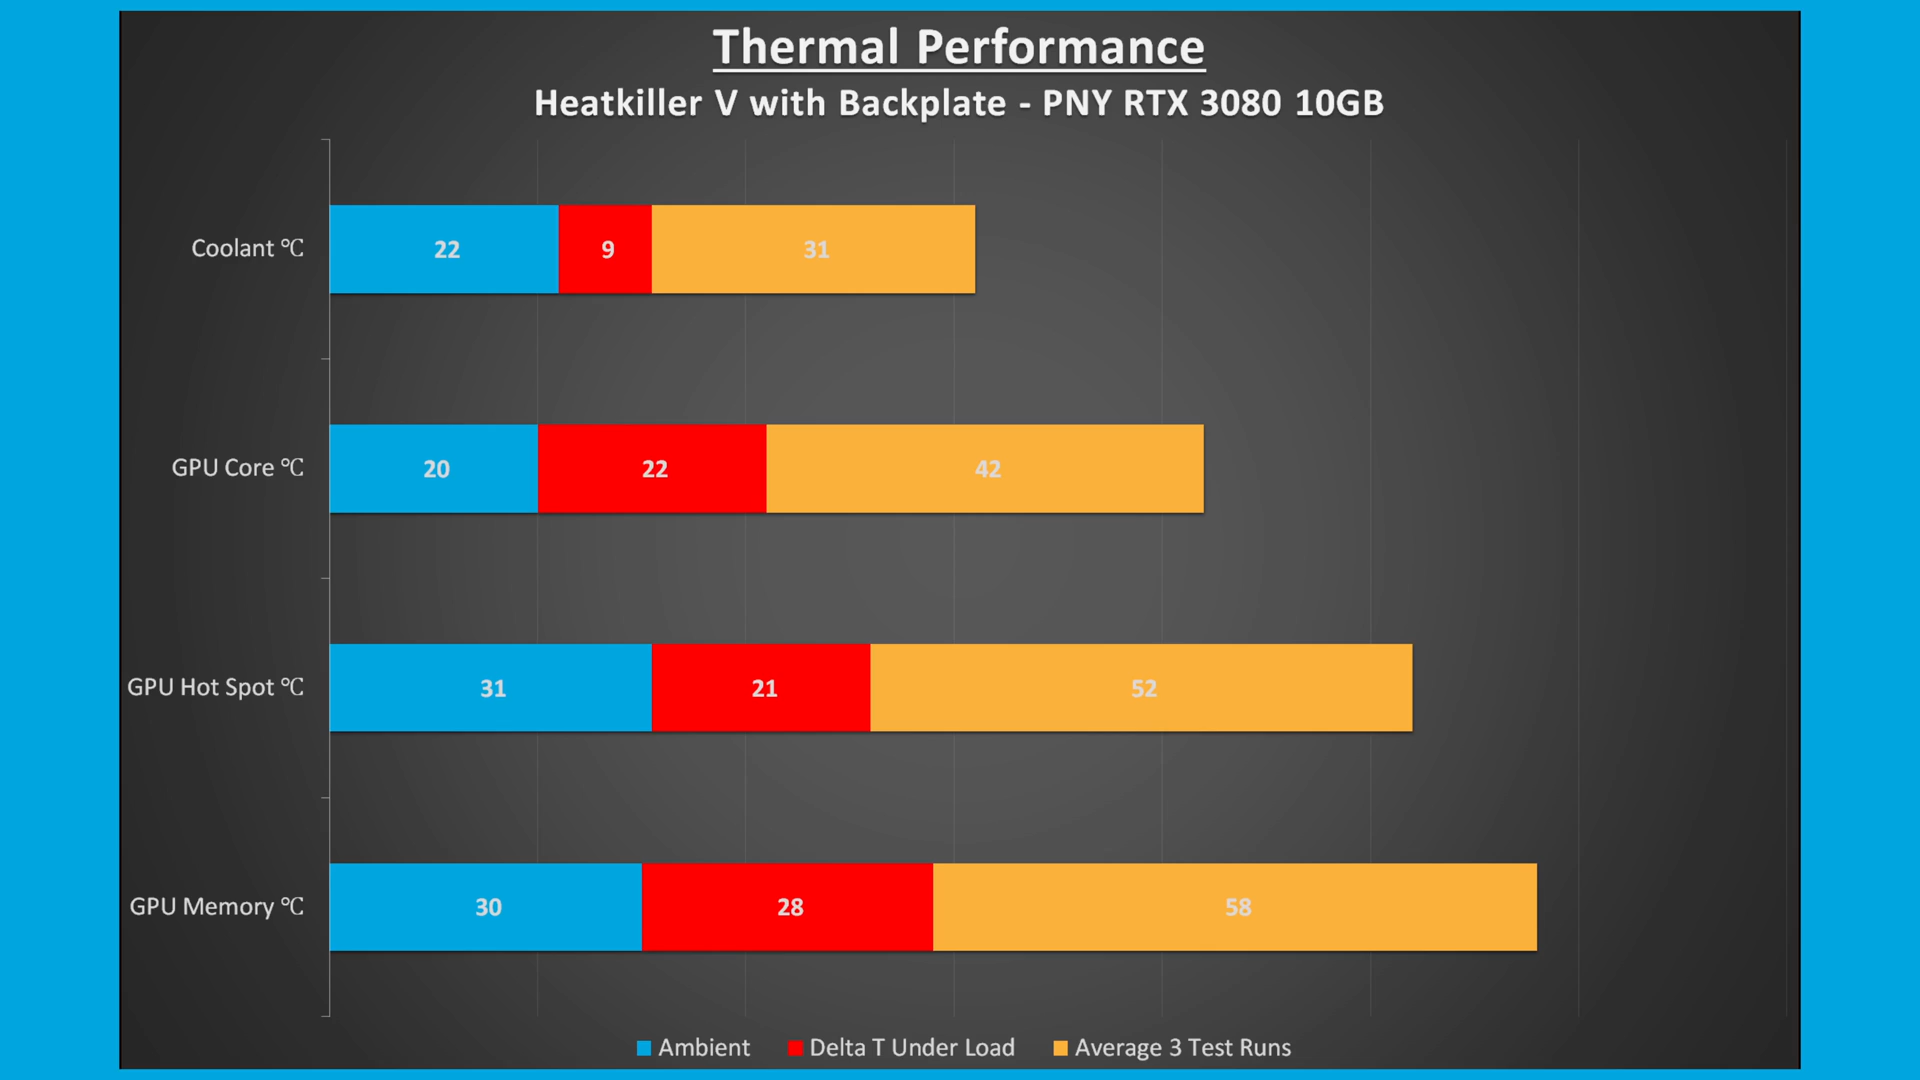 Thermal Performance
Heatkiller V with Backplate - PNY RTX 3080 10GB
Coolant ℃
22
9
31
GPU Core ℃
20
22
42
GPU Hot Spot ℃
31
21
52
GPU Memory ℃
30
28
58
Ambient
Delta T Under Load
Average 3 Test Runs